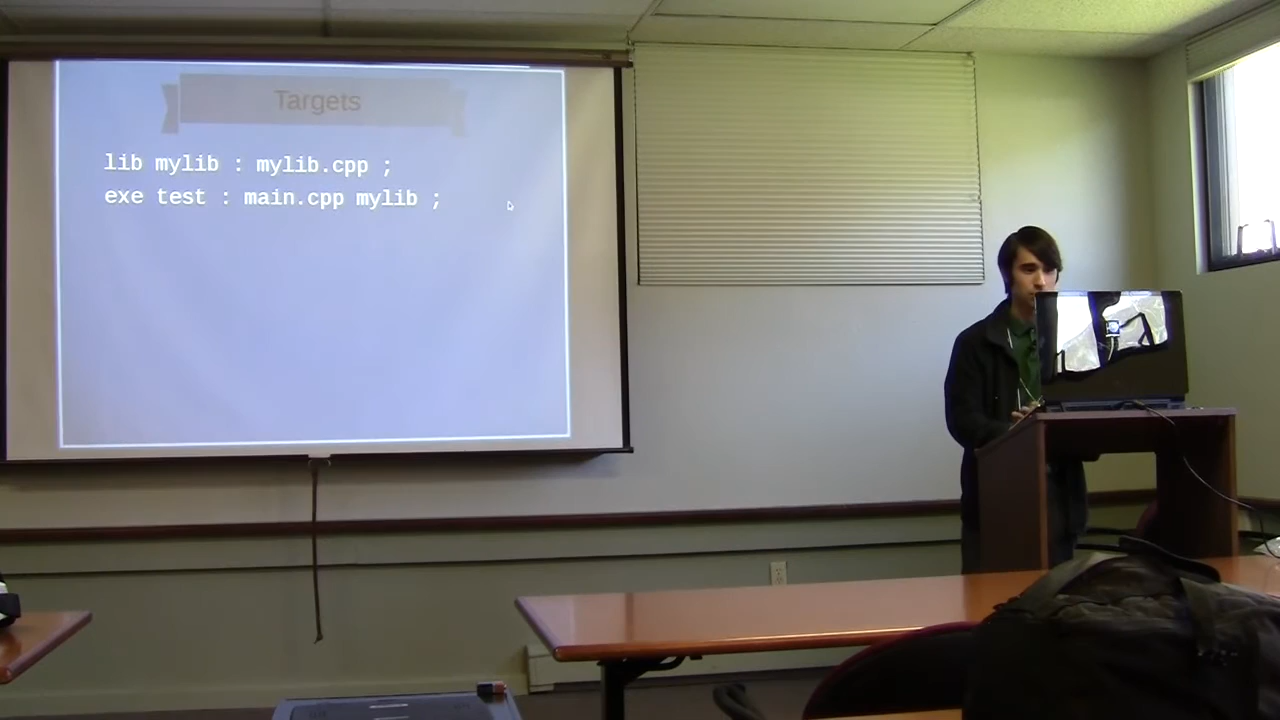 Targets
lib mylib : mylib.cpp ;
exe test : main.cpp mylib ;